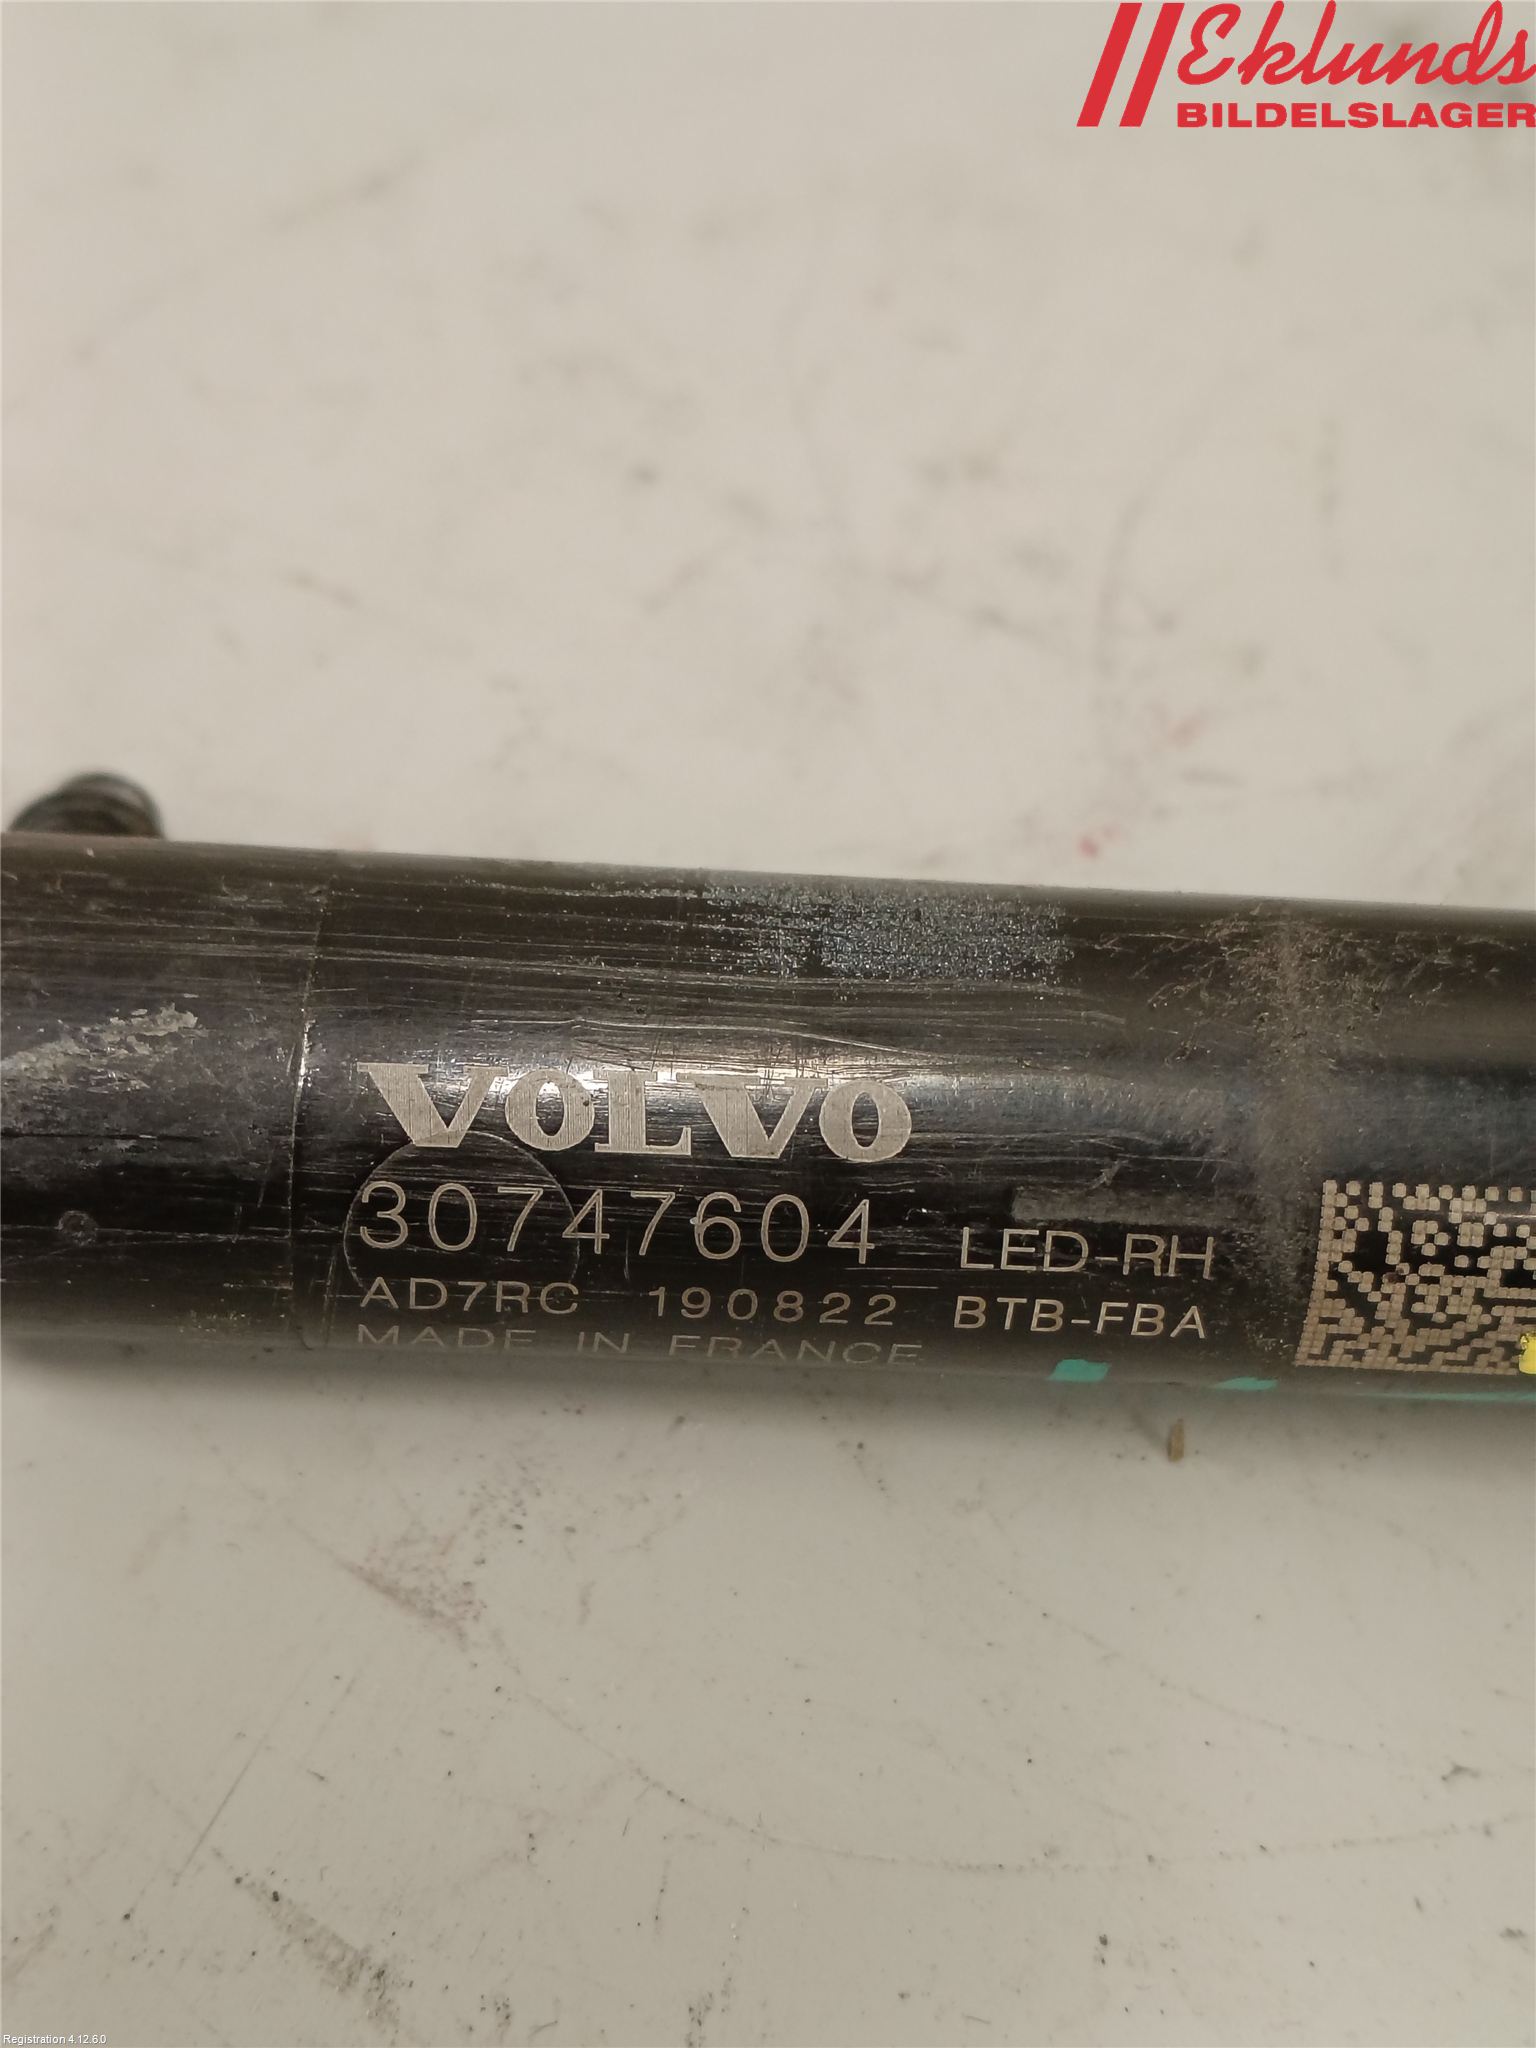 Eklunds
BILDELSLAGER
VOLVO
30747604 LED-RH
AD7RC 190822 BTB-FBA
MADE IN FRANCE
Registration 4.12.6.0